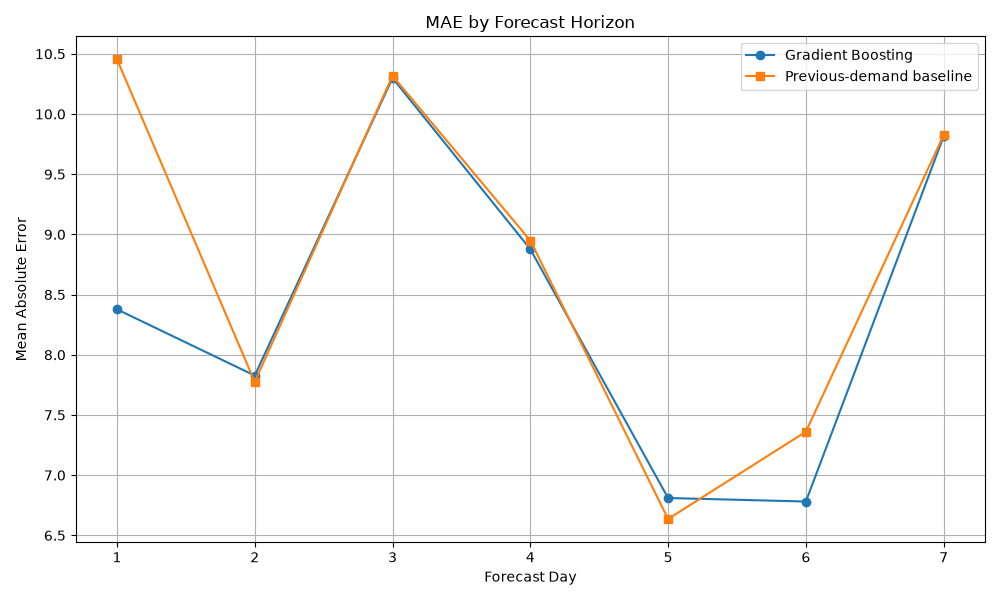 MAE by Forecast Horizon
Gradient Boosting
Previous-demand baseline
Mean Absolute Error
10.5
10.0
9.5
9.0
8.5
8.0
7.5
7.0
6.5
1 2 3 4 5 6 7
Forecast Day